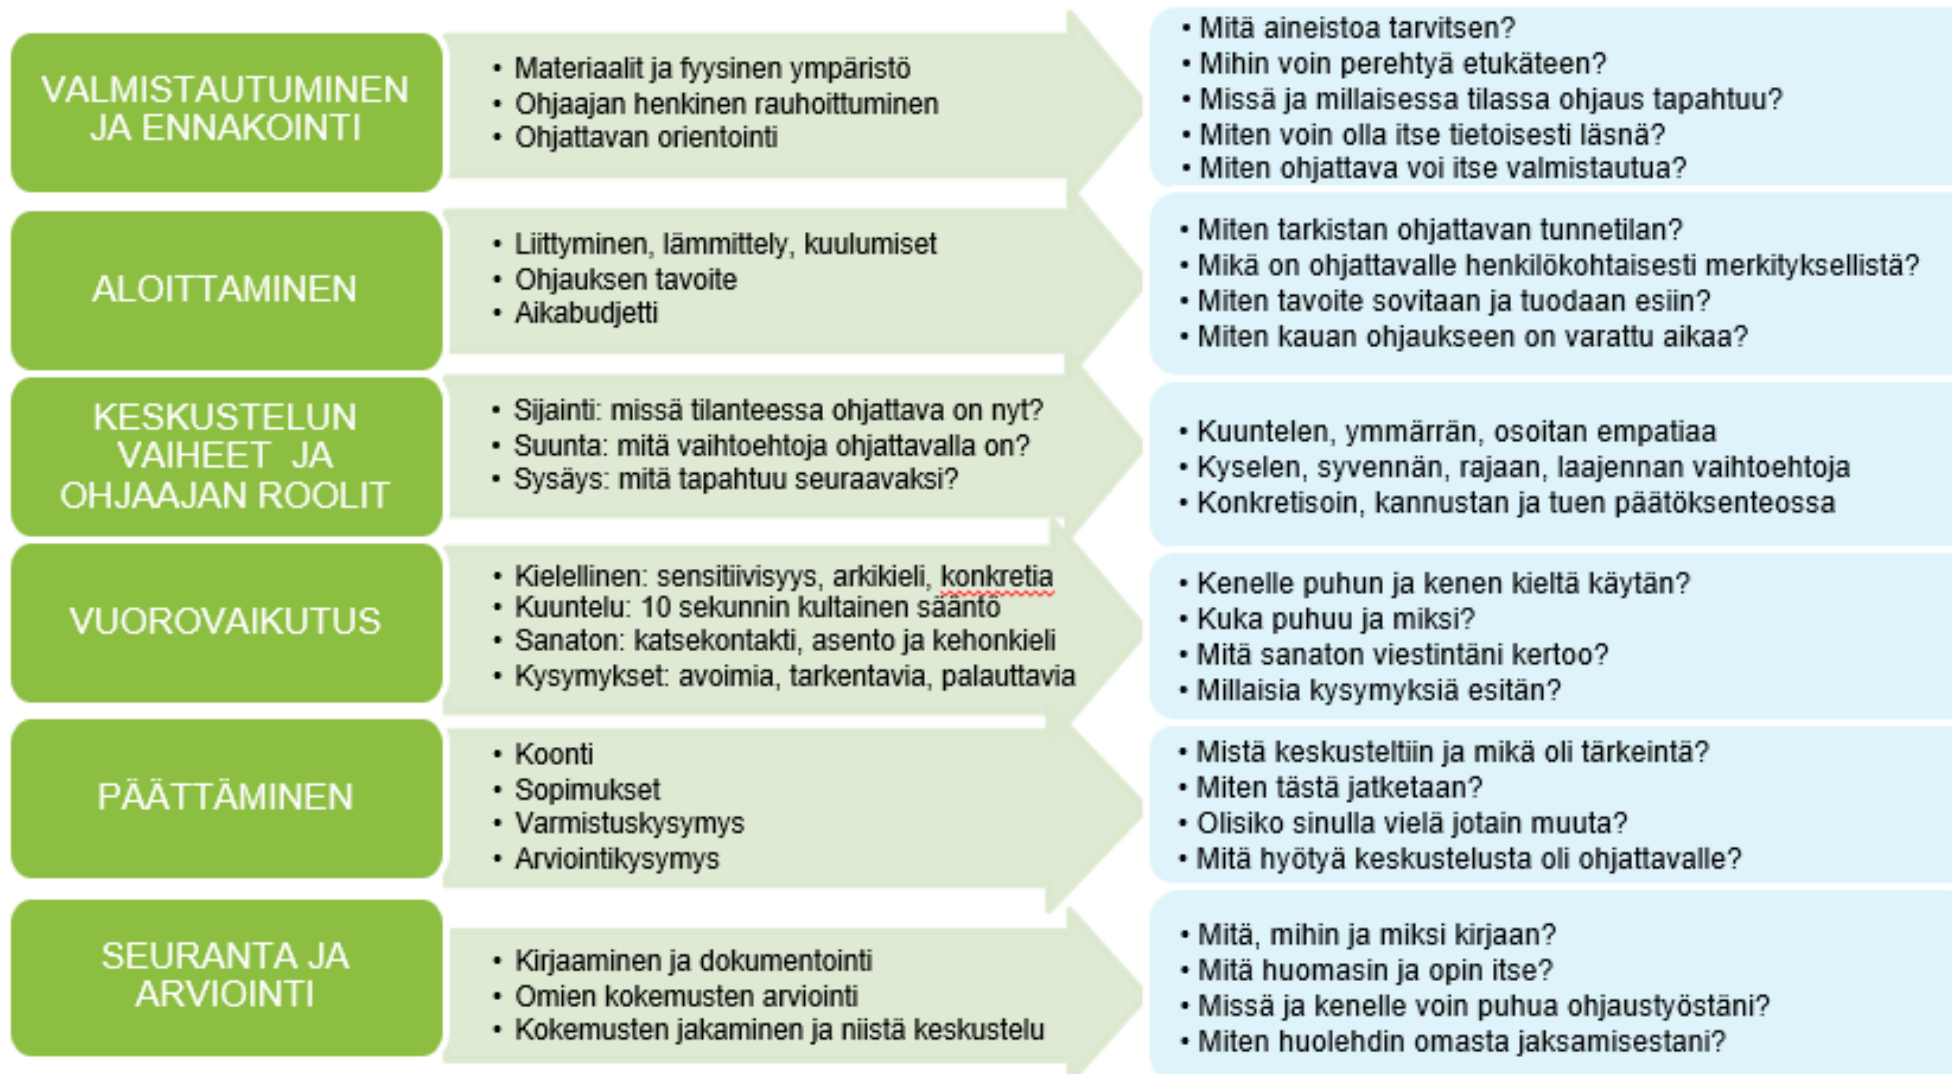 VALMISTAUTUMINEN
JA ENNAKOINTI
• Materiaalit ja fyysinen ympäristö
• Ohjaajan henkinen rauhoittuminen
• Ohjattavan orientointi
• Mitä aineistoa tarvitsen?
• Mihin voin perehtyä etukäteen?
• Missä ja millaisessa tilassa ohjaus tapahtuu?
• Miten voin olla itse tietoisesti läsnä?
• Miten ohjattava voi itse valmistautua?
ALOITTAMINEN
• Liittyminen, lämmittely, kuulumiset
• Ohjauksen tavoite
• Aikabudjetti
• Miten tarkistan ohjattavan tunnetilan?
• Mikä on ohjattavalle henkilökohtaisesti merkityksellistä?
• Miten tavoite sovitaan ja tuodaan esiin?
• Miten kauan ohjaukseen on varattu aikaa?
KESKUSTELUN
VAIHEET JA
OHJAAJAN ROOLIT
• Sijainti: missä tilanteessa ohjattava on nyt?
• Suunta: mitä vaihtoehtoja ohjattavalla on?
• Sysäys: mitä tapahtuu seuraavaksi?
• Kuuntelen, ymmärrän, osoitan empatiaa
• Kyselen, syvennän, rajaan, laajennan vaihtoehtoja
• Konkretisoin, kannustan ja tuen päätöksenteossa
VUOROVAIKUTUS
• Kielellinen: sensitiivisyys, arkikieli, konkretia
• Kuuntelu: 10 sekunnin kultainen sääntö
• Sanaton: katsekontakti, asento ja kehonkieli
• Kysymykset: avoimia, tarkentavia, palauttavia
• Kenelle puhun ja kenen kieltä käytän?
• Kuka puhuu ja miksi?
• Mitä sanaton viestintäni kertoo?
• Millaisia kysymyksiä esitän?
PÄÄTTÄMINEN
• Koonti
• Sopimukset
• Varmistuskysymys
• Arviointikysymys
• Mistä keskusteltiin ja mikä oli tärkeintä?
• Miten tästä jatketaan?
• Olisiko sinulla vielä jotain muuta?
• Mitä hyötyä keskustelusta oli ohjattavalle?
SEURANTA JA
ARVIOINTI
• Kirjaaminen ja dokumentointi
• Omien kokemusten arviointi
• Kokemusten jakaminen ja niistä keskustelu
• Mitä, mihin ja miksi kirjaan?
• Mitä huomasin ja opin itse?
• Missä ja kenelle voin puhua ohjaustyöstäni?
• Miten huolehdin omasta jaksamisestani?